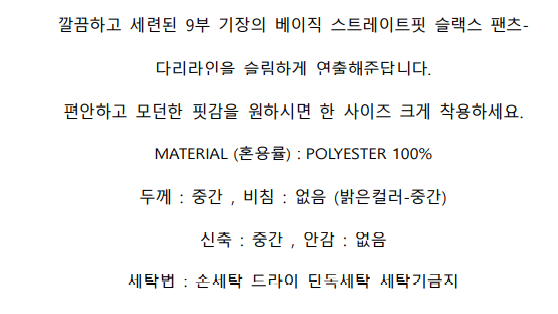 깔끔하고 세련된 9부 기장의 베이직 스트레이트핏 슬랙스 팬츠-
다리라인을 슬림하게 연출해준답니다.
편안하고 모던한 핏감을 원하시면 한 사이즈 크게 착용하세요.
MATERIAL (혼용률) : POLYESTER 100%
두께 : 중간 , 비침 : 없음 (밝은컬러-중간)
신축 : 중간 , 안감 : 없음
세탁법 : 손세탁 드라이 단독세탁 세탁기금지